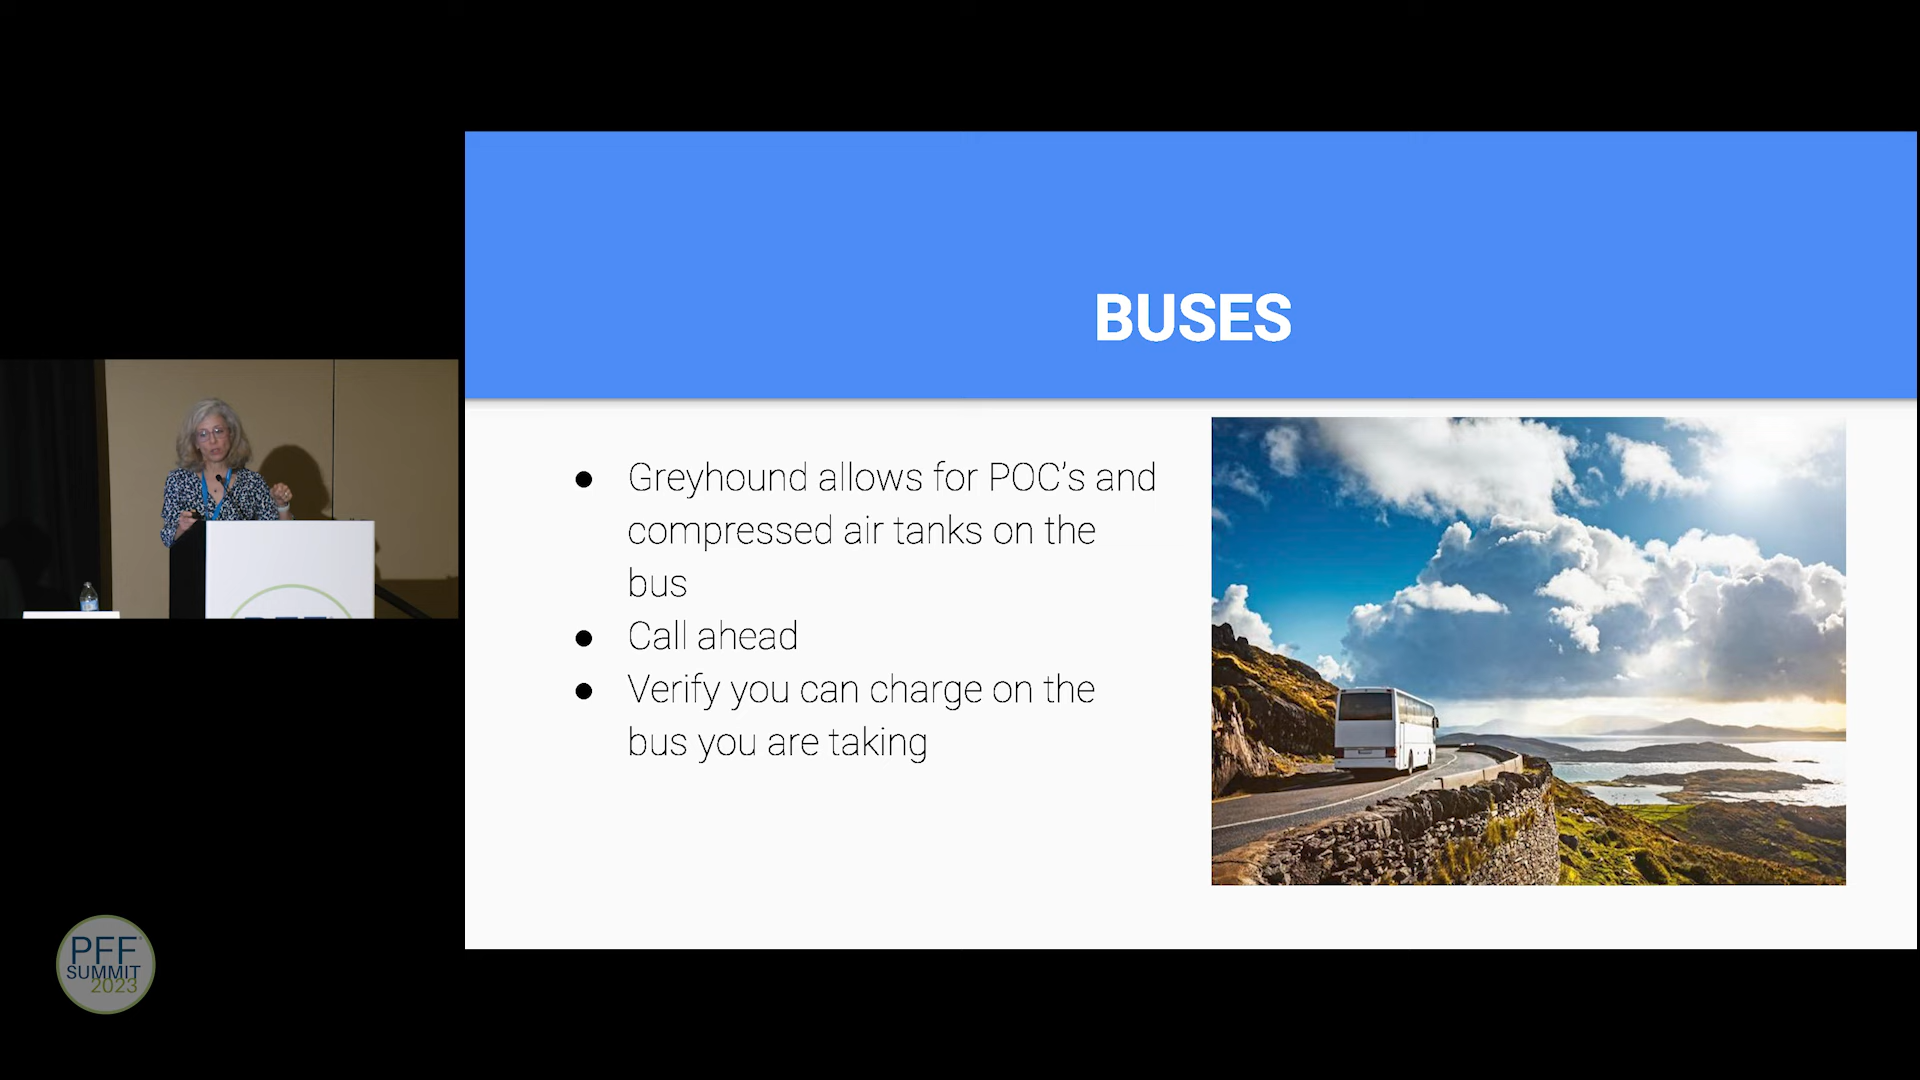 BUSES
● Greyhound allows for POC's and
compressed air tanks on the
bus
● Call ahead
● Verify you can charge on the
bus you are taking
PFF
SUMMIT
2023